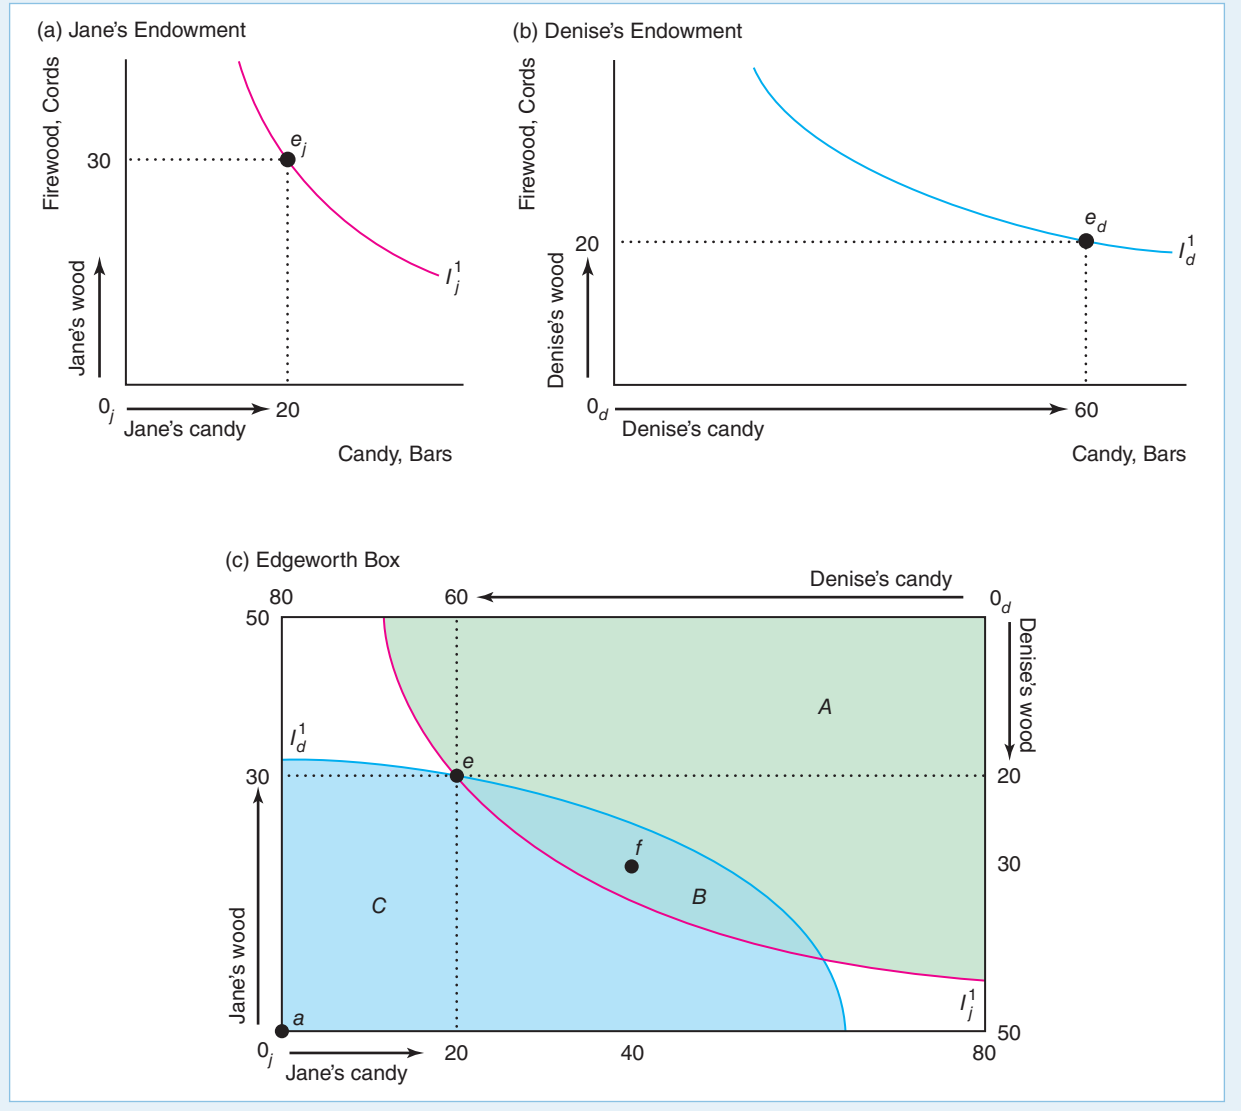 (a) Jane's Endowment
Firewood, Cords
30
e_j
I_j^1
Jane's wood
0_j
20
Jane's candy
Candy, Bars
(b) Denise's Endowment
Firewood, Cords
20
e_d
I_d^1
Denise's wood
0_d
60
Denise's candy
Candy, Bars
(c) Edgeworth Box
Denise's candy
80
60
0_d
50
Denise's wood
A
I_d^1
e
30
20
f
30
B
C
Jane's wood
I_j^1
a
50
0_j
20
40
80
Jane's candy